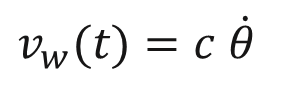 v_w(t) = c θ̇